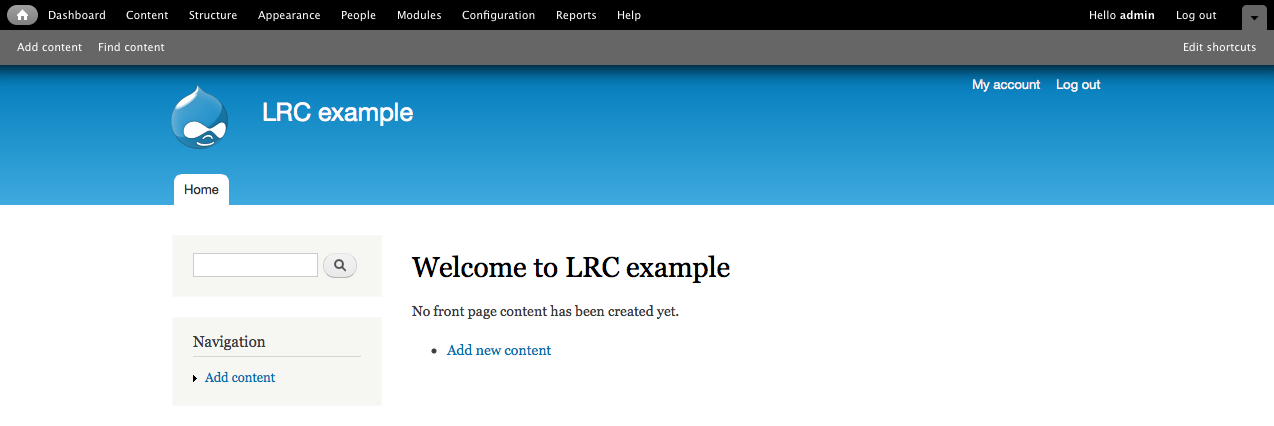 Dashboard Content Structure Appearance People Modules Configuration Reports Help Hello admin Log out
Add content Find content Edit shortcuts
My account Log out
LRC example
Home
Welcome to LRC example
No front page content has been created yet.
Add new content
Navigation
Add content